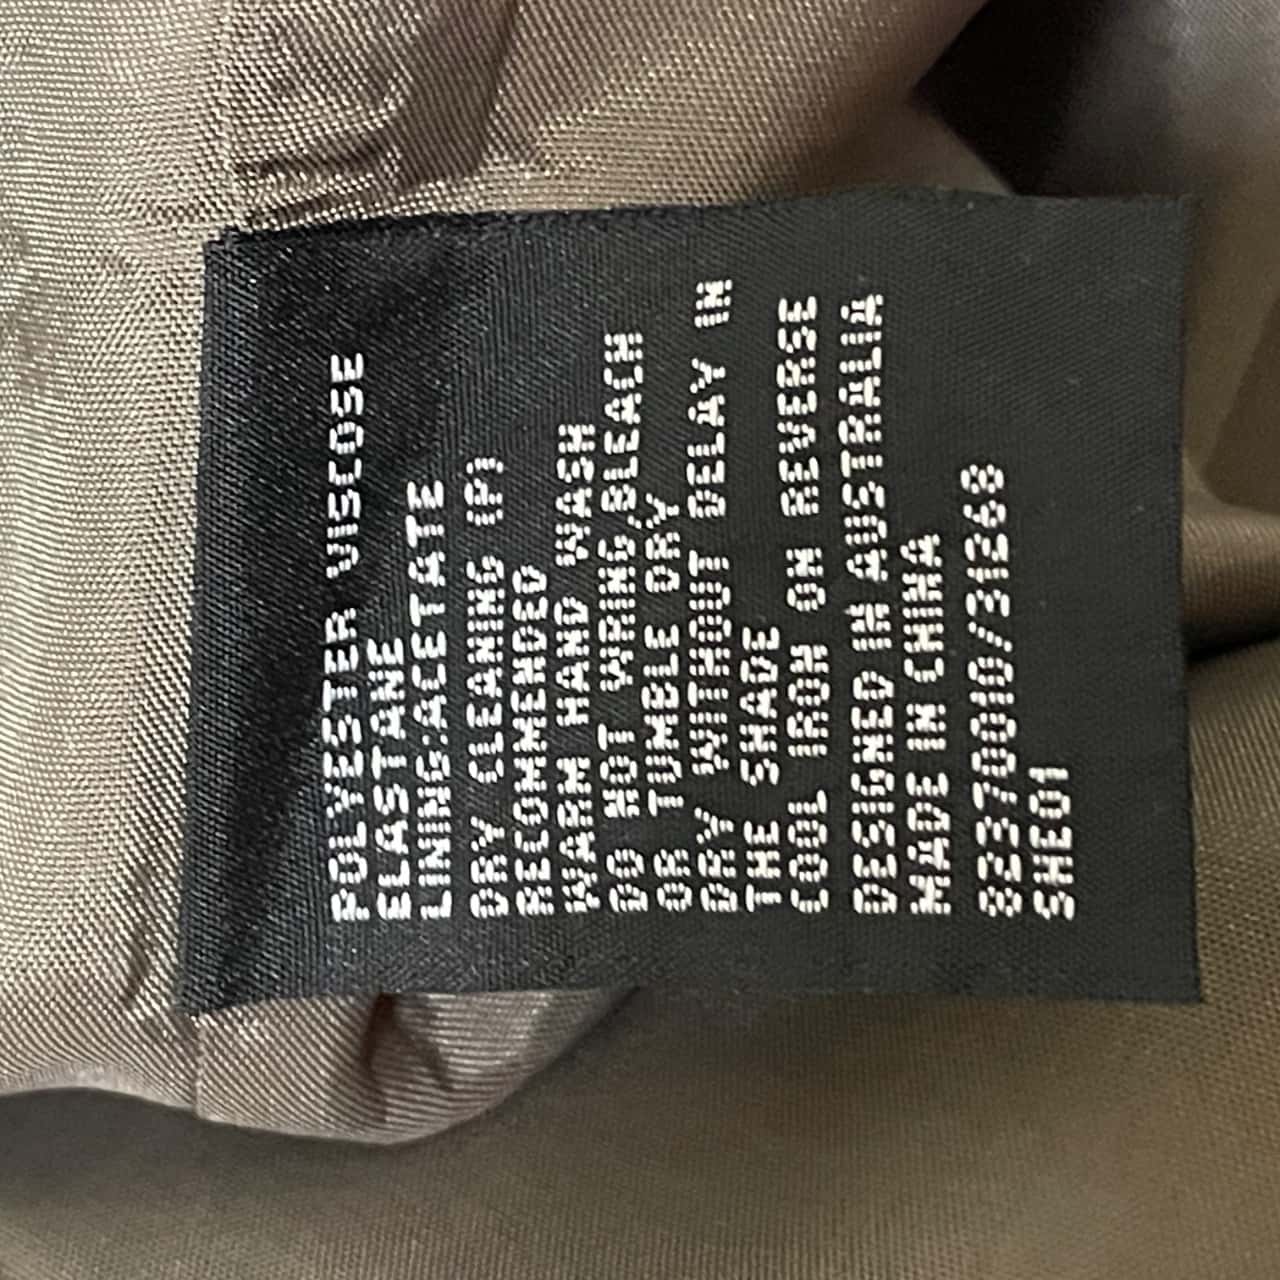 POLYESTER VISCOSE
ELASTANE
LINING:ACETATE
DRY CLEANING (P)
RECOMMENDED
WARM HAND WASH
DO NOT WRING/BLEACH
OR TUMBLE DRY
DRY WITHOUT DELAY IN
THE SHADE
COOL IRON ON REVERSE
DESIGNED IN AUSTRALIA
MADE IN CHINA
82370010/31268
SHE01